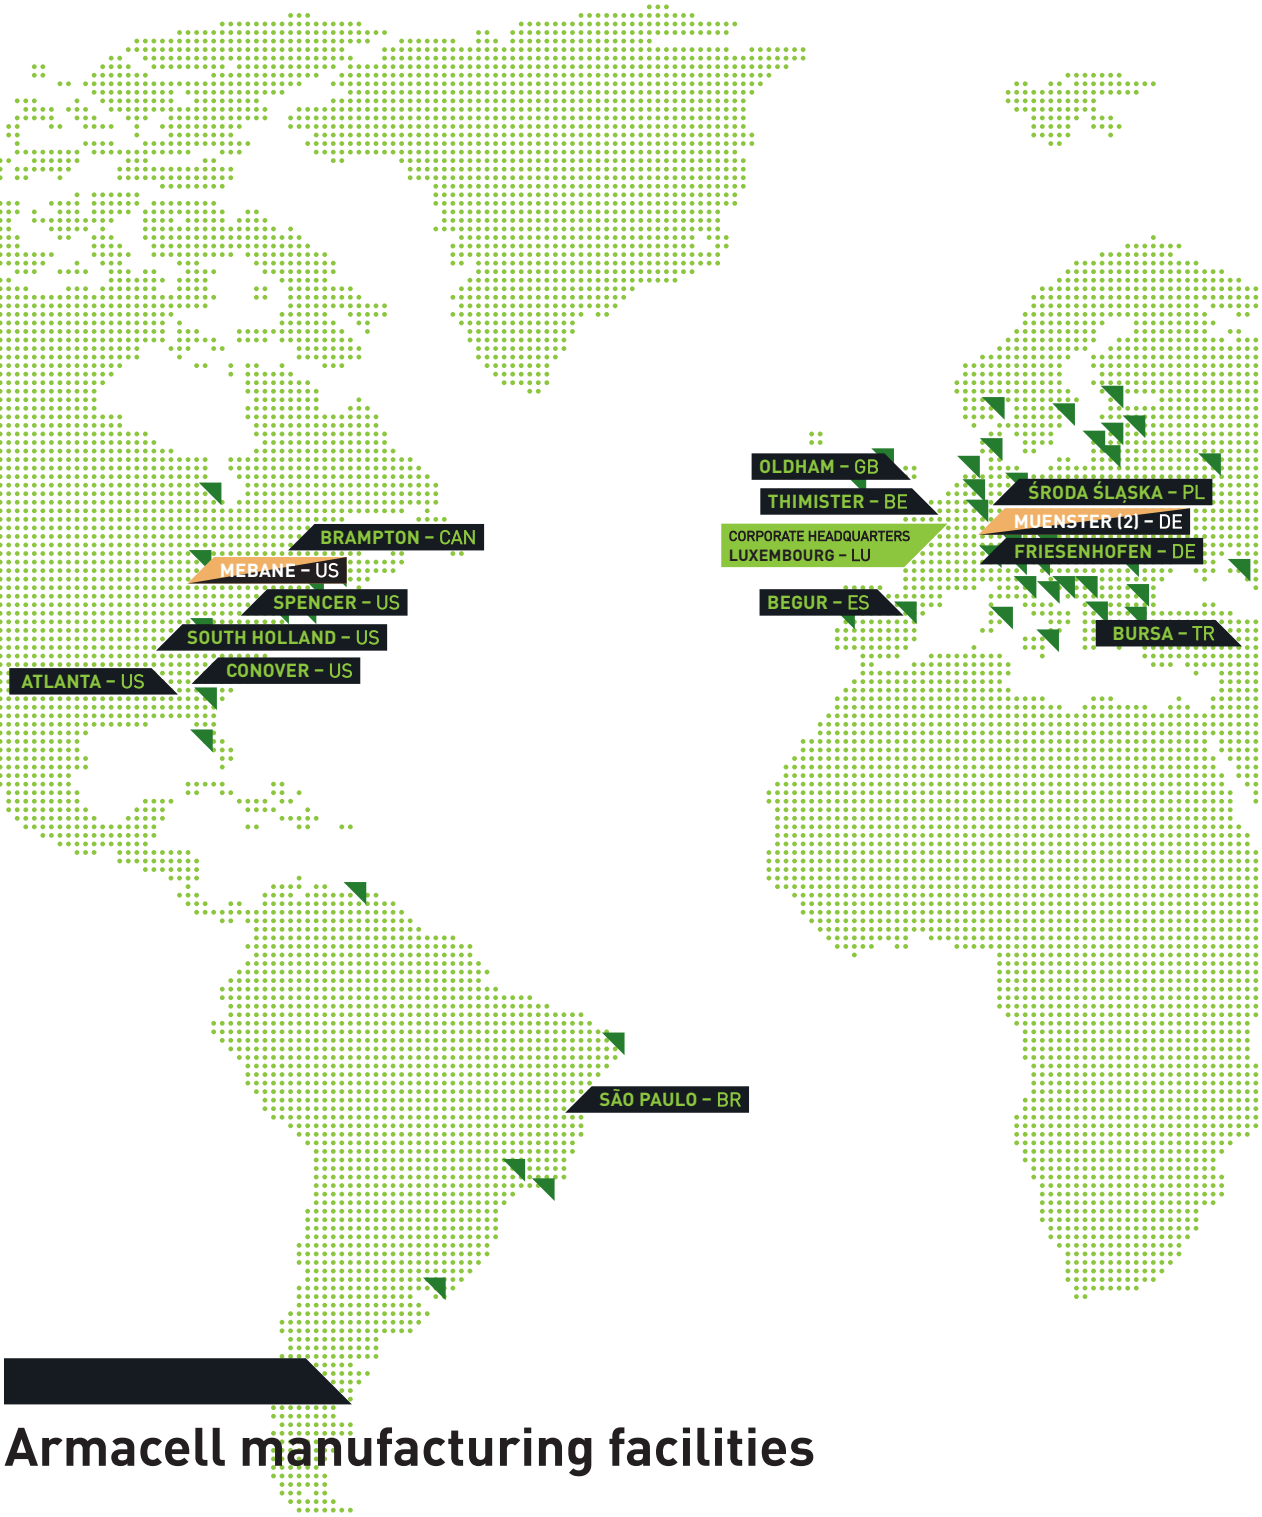 OLDHAM – GB
THIMISTER – BE
CORPORATE HEADQUARTERS
LUXEMBOURG – LU
ŚRODA ŚLĄSKA – PL
MUENSTER (2) – DE
FRIESENHOFEN – DE
BRAMPTON – CAN
MEBANE – US
SPENCER – US
BEGUR – ES
SOUTH HOLLAND – US
BURSA – TR
CONOVER – US
ATLANTA – US
SÃO PAULO – BR
Armacell manufacturing facilities